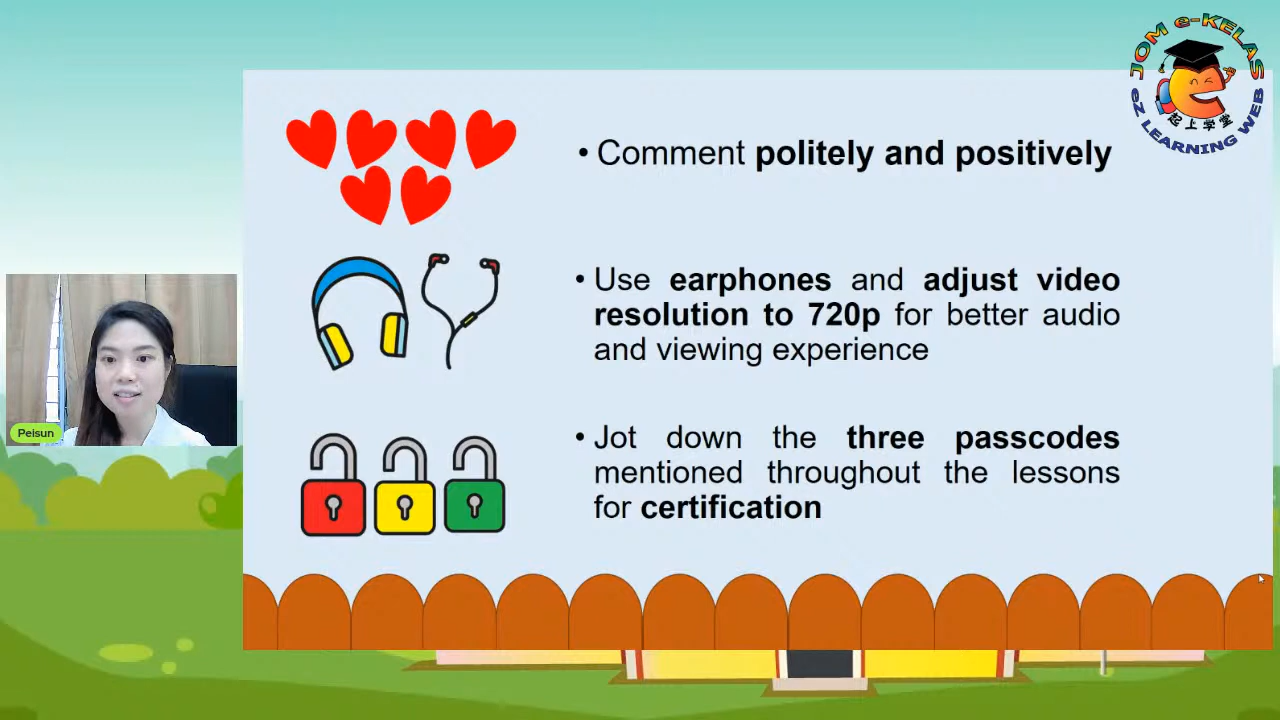 JOM e-KELAS
起上学堂
eZ LEARNING WEB
• Comment politely and positively
• Use earphones and adjust video
resolution to 720p for better audio
and viewing experience
Peisun
• Jot down the three passcodes
mentioned throughout the lessons
for certification